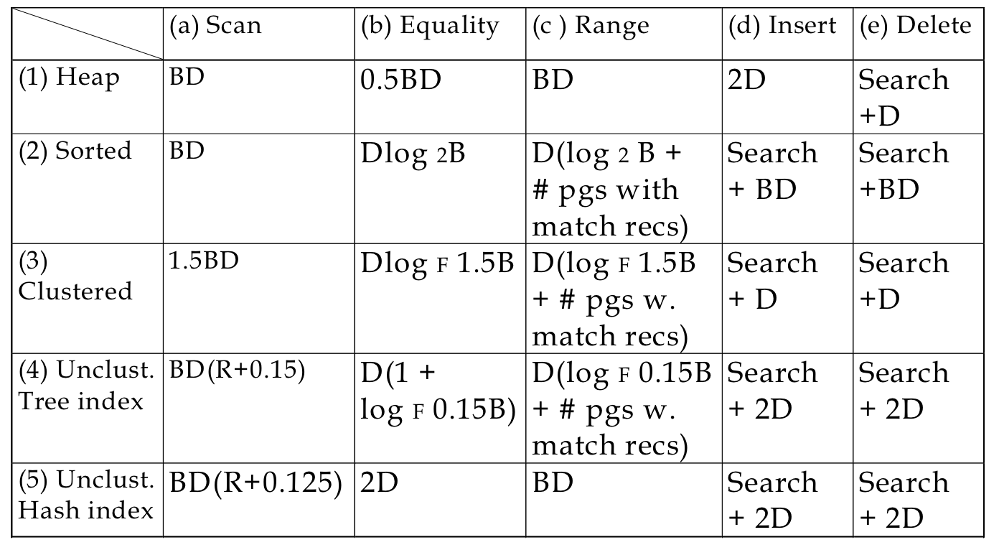 (a) Scan
(b) Equality
(c ) Range
(d) Insert
(e) Delete
(1) Heap
BD
0.5BD
BD
2D
Search
+D
(2) Sorted
BD
Dlog 2B
D(log 2 B +
# pgs with
match recs)
Search
+ BD
Search
+BD
(3)
Clustered
1.5BD
Dlog F 1.5B
D(log F 1.5B
+ # pgs w.
match recs)
Search
+ D
Search
+D
(4) Unclust.
Tree index
BD(R+0.15)
D(1 +
log F 0.15B)
D(log F 0.15B
+ # pgs w.
match recs)
Search
+ 2D
Search
+ 2D
(5) Unclust.
Hash index
BD(R+0.125)
2D
BD
Search
+ 2D
Search
+ 2D